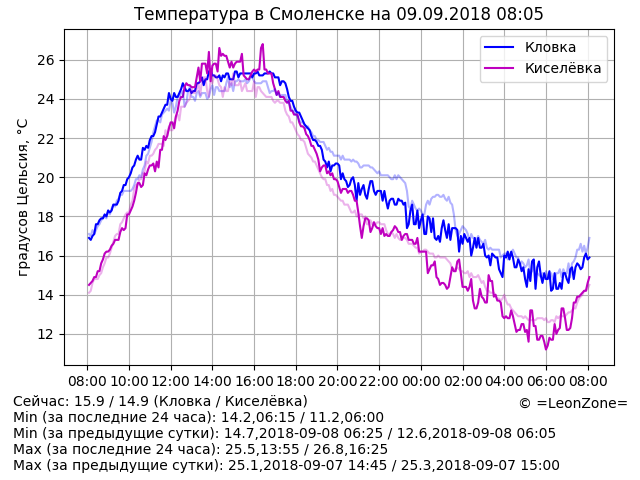 Температура в Смоленске на 09.09.2018 08:05
Кловка
Киселёвка
градусов Цельсия, °C
26
24
22
20
18
16
14
12
08:00 10:00 12:00 14:00 16:00 18:00 20:00 22:00 00:00 02:00 04:00 06:00 08:00
Сейчас: 15.9 / 14.9 (Кловка / Киселёвка)
© =LeonZone=
Min (за последние 24 часа): 14.2,06:15 / 11.2,06:00
Min (за предыдущие сутки): 14.7,2018-09-08 06:25 / 12.6,2018-09-08 06:05
Max (за последние 24 часа): 25.5,13:55 / 26.8,16:25
Max (за предыдущие сутки): 25.1,2018-09-07 14:45 / 25.3,2018-09-07 15:00